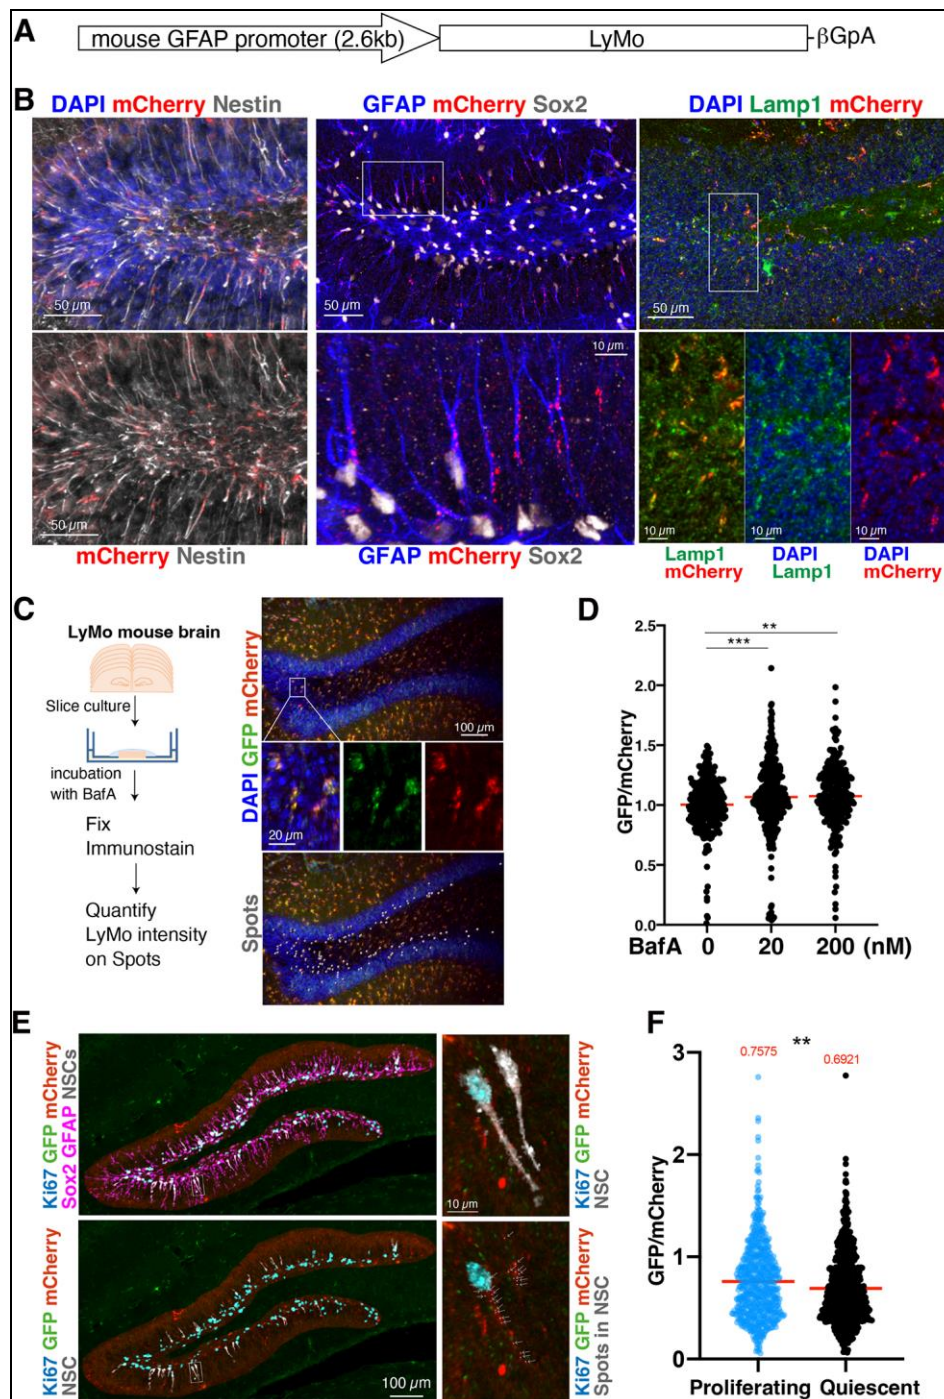 A
mouse GFAP promoter (2.6kb)
LyMo
βGpA
B
DAPI mCherry Nestin
GFAP mCherry Sox2
DAPI Lamp1 mCherry
50 µm
50 µm
50 µm
50 µm
10 µm
10 µm
10 µm
10 µm
mCherry Nestin
GFAP mCherry Sox2
Lamp1
mCherry
DAPI
Lamp1
DAPI
mCherry
C
LyMo mouse brain
Slice culture
incubation
with BafA
Fix
Immunostain
Quantify
LyMo intensity
on Spots
DAPI GFP mCherry
100 µm
20 µm
Spots
D
GFP/mCherry
2.5
2.0
1.5
1.0
0.5
0.0
**
***
BafA 0 20 200 (nM)
E
Ki67 GFP mCherry
Sox2 GFAP NSCs
Ki67 GFP mCherry
NSC
100 µm
10 µm
Ki67 GFP mCherry
NSC
Ki67 GFP mCherry
Spots in NSC
F
GFP/mCherry
3
2
1
0
0.7575
**
0.6921
Proliferating Quiescent